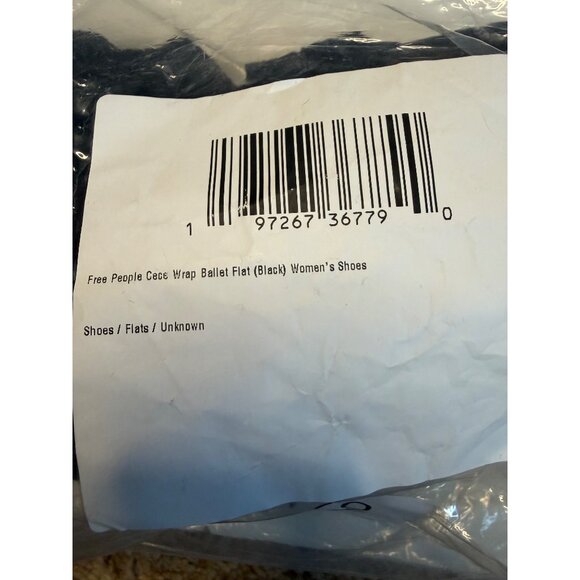 1 97267 36779 0
Free People Cece Wrap Ballet Flat (Black) Women's Shoes
Shoes / Flats / Unknown